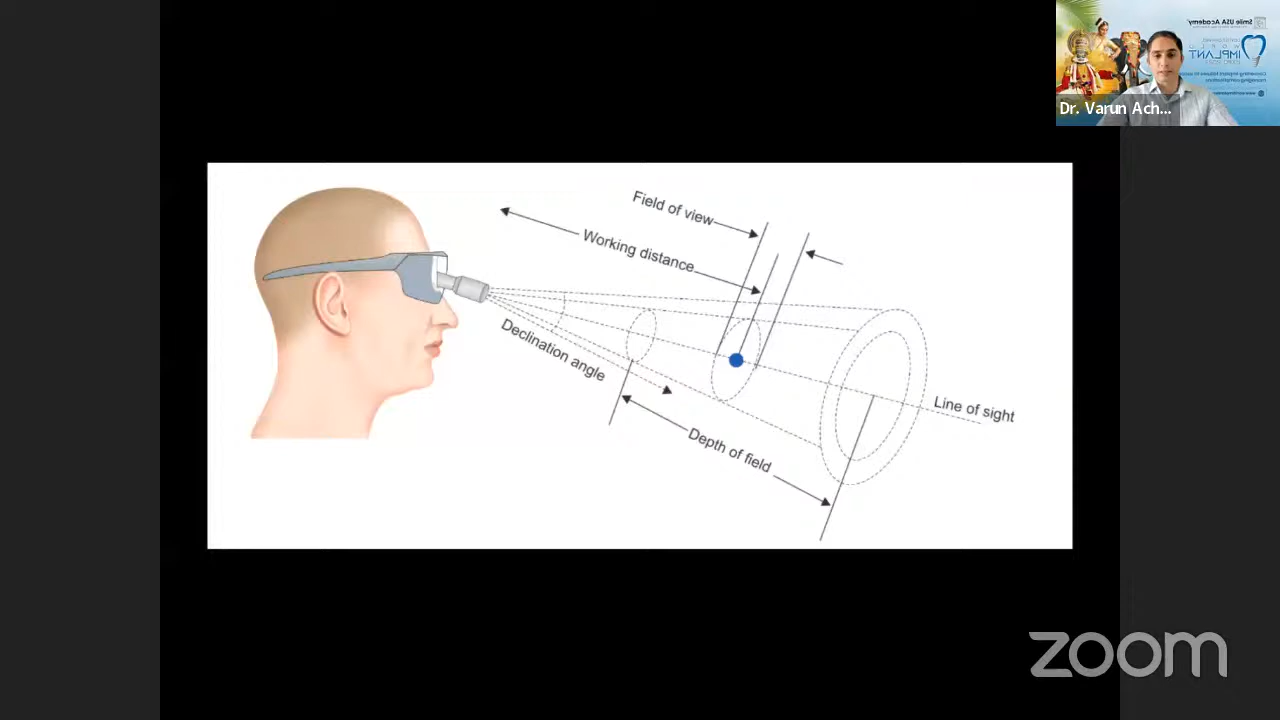 Smile USA Academy
IMPLANT
Dr. Varun Ach...
Field of view
Working distance
Declination angle
Line of sight
Depth of field
zoom